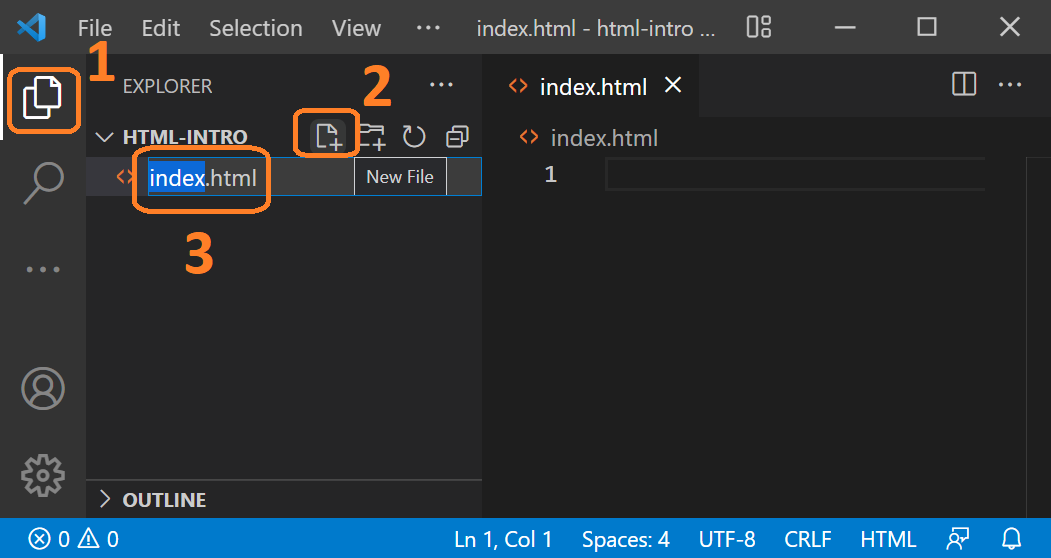 File Edit Selection View ··· index.html - html-intro ...
1
EXPLORER ···
2
index.html ···
HTML-INTRO
index.html
index.html
New File
1
3
OUTLINE
0 0 Ln 1, Col 1 Spaces: 4 UTF-8 CRLF HTML